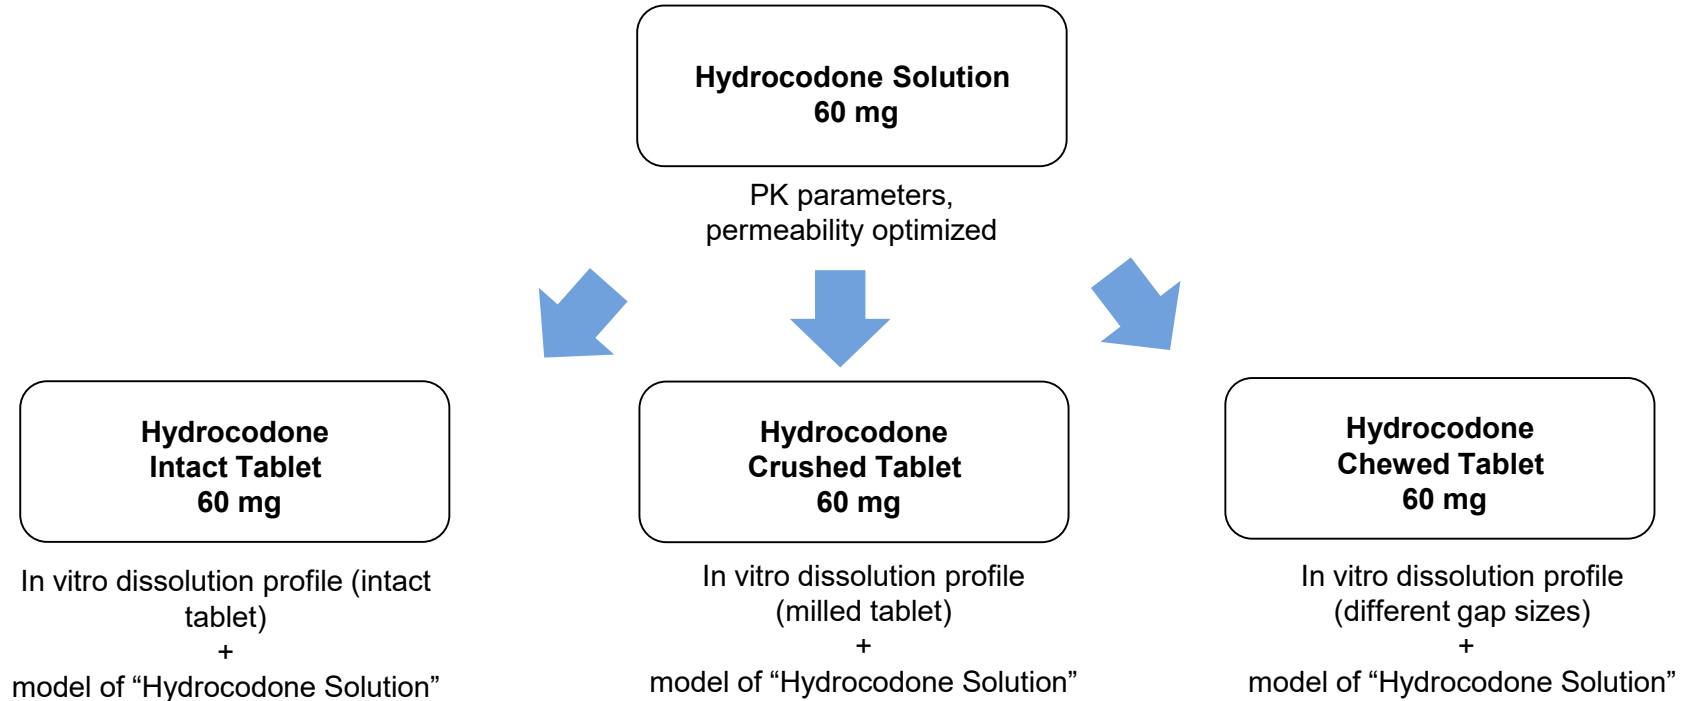 Hydrocodone Solution
60 mg
PK parameters,
permeability optimized
Hydrocodone
Intact Tablet
60 mg
In vitro dissolution profile (intact
tablet)
+
model of “Hydrocodone Solution”
Hydrocodone
Crushed Tablet
60 mg
In vitro dissolution profile
(milled tablet)
+
model of “Hydrocodone Solution”
Hydrocodone
Chewed Tablet
60 mg
In vitro dissolution profile
(different gap sizes)
+
model of “Hydrocodone Solution”